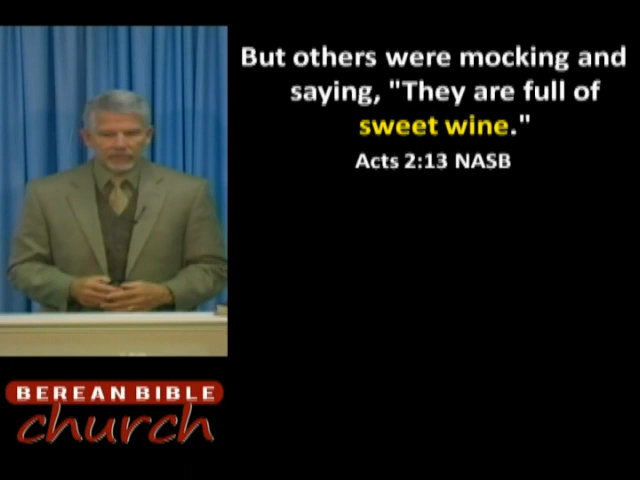 But others were mocking and
saying, "They are full of
sweet wine."
Acts 2:13 NASB
BEREAN BIBLE
church